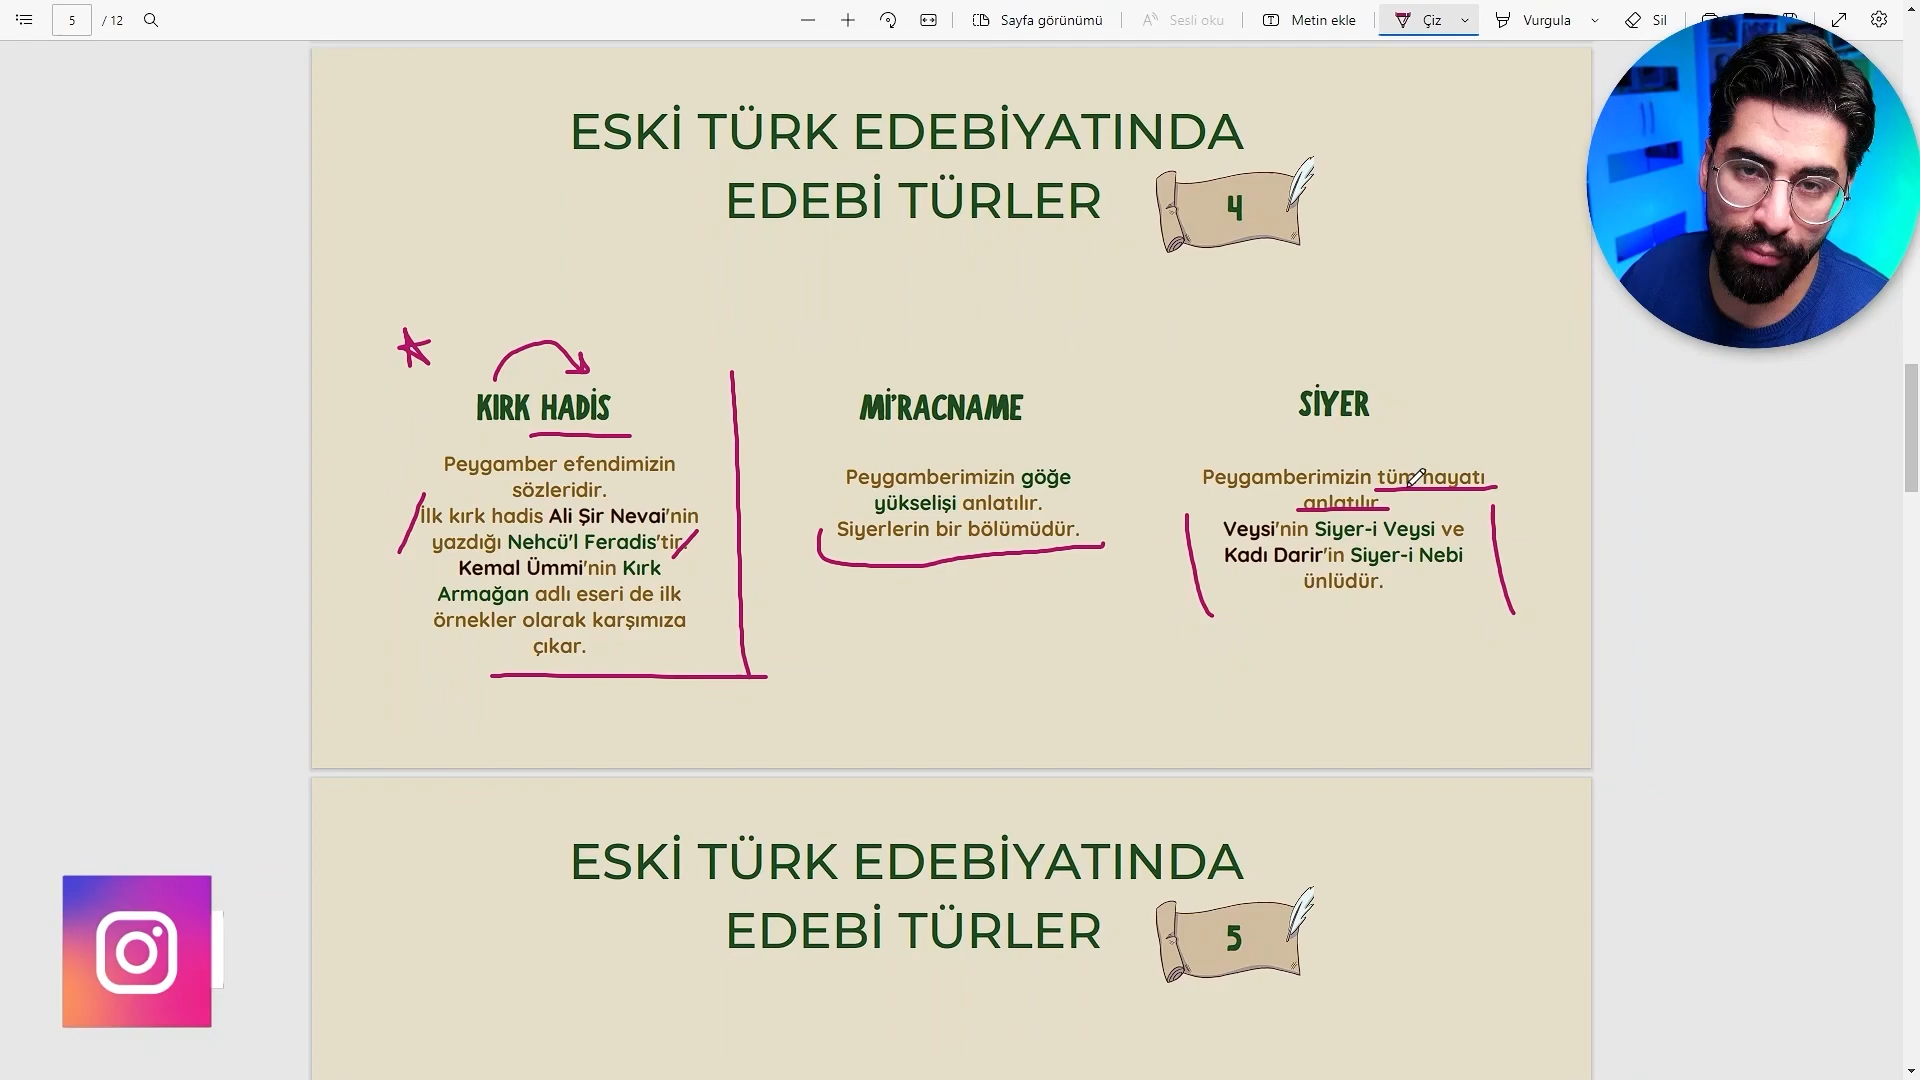 5 / 12
Sayfa görünümü
Sesli oku
Metin ekle
Çiz
Vurgula
Sil
ESKİ TÜRK EDEBİYATINDA
EDEBİ TÜRLER
4
KIRK HADİS
Peygamber efendimizin
sözleridir.
İlk kırk hadis Ali Şir Nevai'nin
yazdığı Nehcü'l Feradis'tir.
Kemal Ümmi'nin Kırk
Armağan adlı eseri de ilk
örnekler olarak karşımıza
çıkar.
Mİ'RACNAME
Peygamberimizin göğe
yükselişi anlatılır.
Siyerlerin bir bölümüdür.
SİYER
Peygamberimizin tüm hayatı
anlatılır.
Veysi'nin Siyer-i Veysi ve
Kadı Darir'in Siyer-i Nebi
ünlüdür.
ESKİ TÜRK EDEBİYATINDA
EDEBİ TÜRLER
5